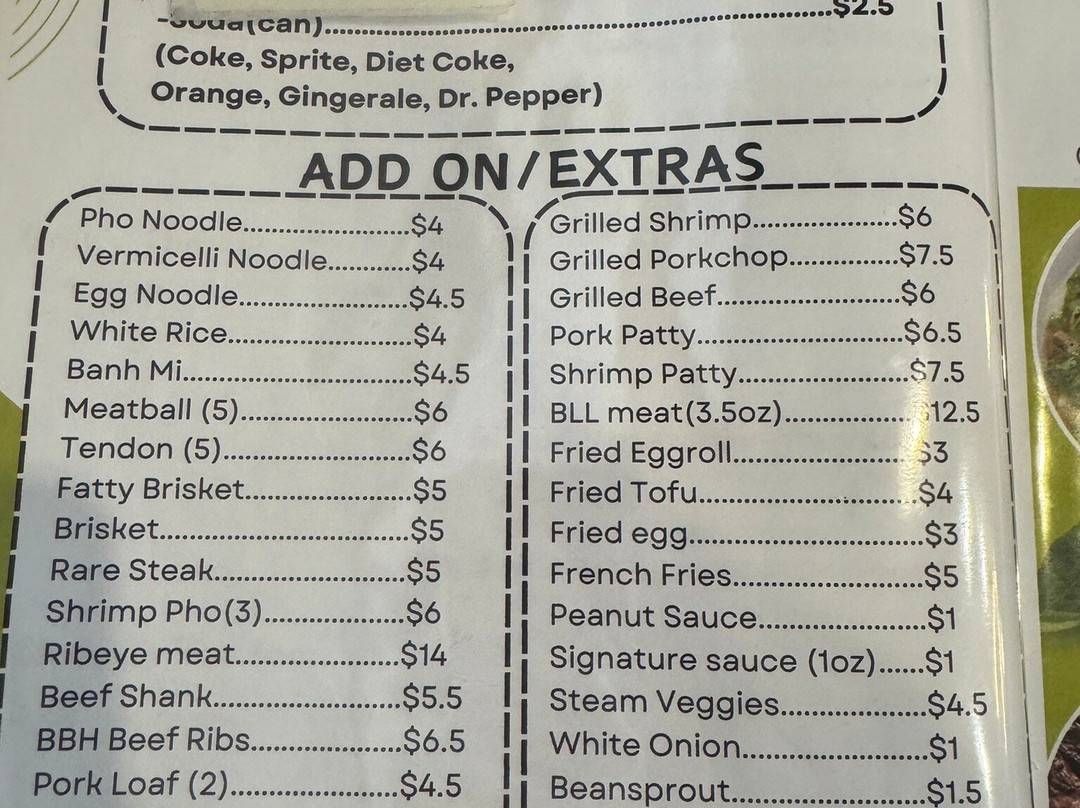 -Soda(can)....................$2.5
(Coke, Sprite, Diet Coke,
Orange, Gingerale, Dr. Pepper)
ADD ON/EXTRAS
Pho Noodle....................$4
Vermicelli Noodle............$4
Egg Noodle....................$4.5
White Rice....................$4
Banh Mi....................$4.5
Meatball (5)....................$6
Tendon (5)....................$6
Fatty Brisket....................$5
Brisket....................$5
Rare Steak....................$5
Shrimp Pho(3)....................$6
Ribeye meat....................$14
Beef Shank....................$5.5
BBH Beef Ribs....................$6.5
Pork Loaf (2)....................$4.5
Grilled Shrimp....................$6
Grilled Porkchop..............$7.5
Grilled Beef....................$6
Pork Patty....................$6.5
Shrimp Patty....................$7.5
BLL meat(3.5oz)..............$12.5
Fried Eggroll....................$3
Fried Tofu....................$4
Fried egg....................$3
French Fries....................$5
Peanut Sauce....................$1
Signature sauce (1oz)......$1
Steam Veggies....................$4.5
White Onion....................$1
Beansprout....................$1.5